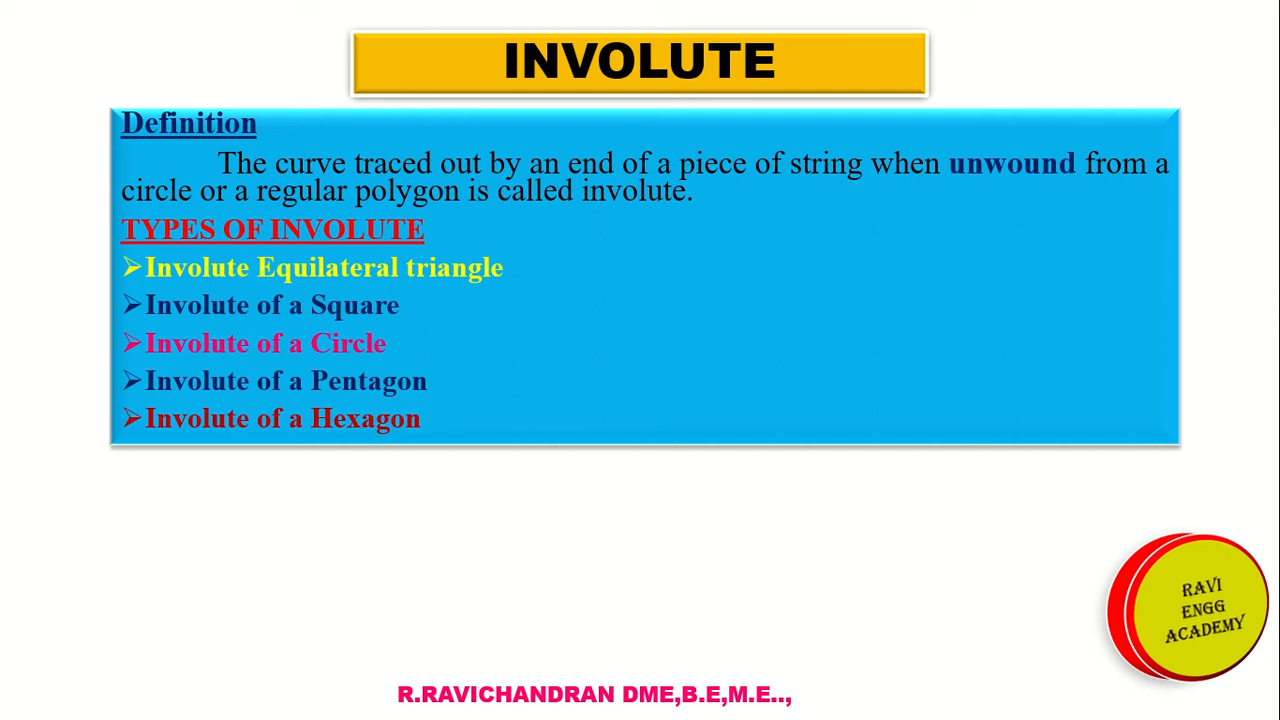 INVOLUTE
Definition
The curve traced out by an end of a piece of string when unwound from a
circle or a regular polygon is called involute.
TYPES OF INVOLUTE
➢Involute Equilateral triangle
➢Involute of a Square
➢Involute of a Circle
➢Involute of a Pentagon
➢Involute of a Hexagon
RAVI
ENGG
ACADEMY
R.RAVICHANDRAN DME,B.E,M.E..,